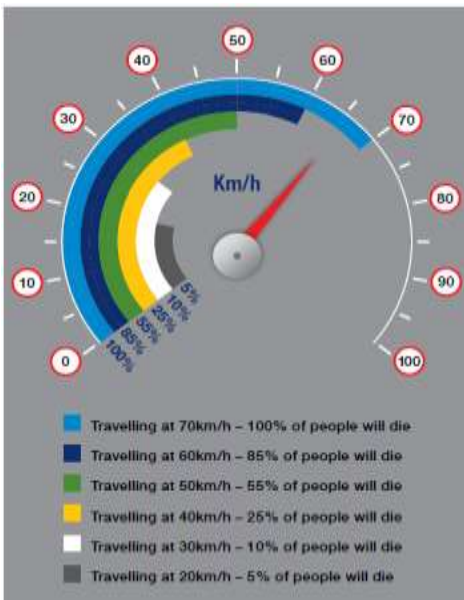 50
40
60
30
70
Km/h
20
80
10
90
5%
10%
25%
55%
85%
100%
0
100
Travelling at 70km/h – 100% of people will die
Travelling at 60km/h – 85% of people will die
Travelling at 50km/h – 55% of people will die
Travelling at 40km/h – 25% of people will die
Travelling at 30km/h – 10% of people will die
Travelling at 20km/h – 5% of people will die